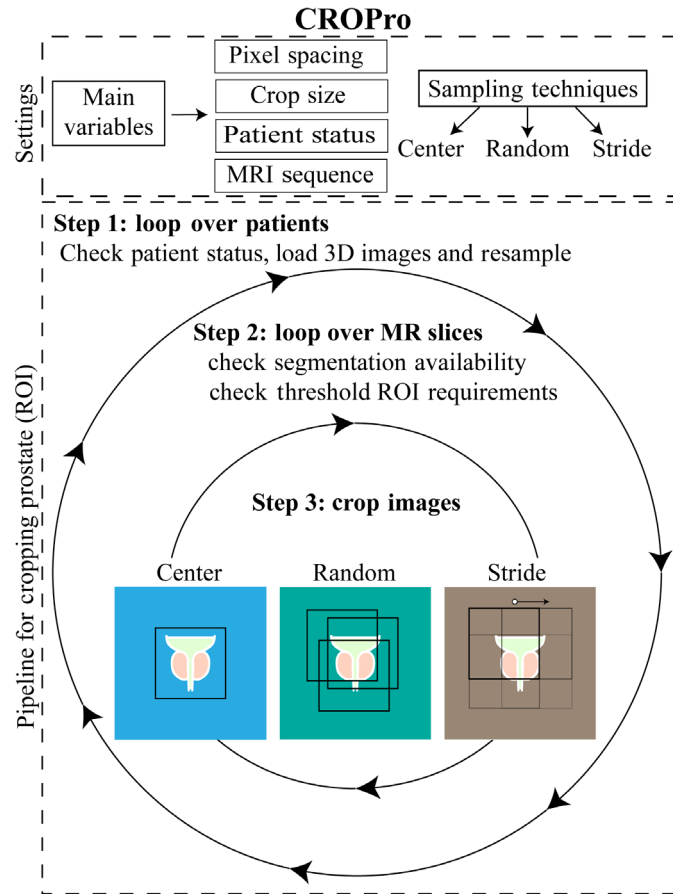 CROPro
Settings
Main
variables
Pixel spacing
Crop size
Patient status
MRI sequence
Sampling techniques
Center Random Stride
Pipeline for cropping prostate (ROI)
Step 1: loop over patients
Check patient status, load 3D images and resample
Step 2: loop over MR slices
check segmentation availability
check threshold ROI requirements
Step 3: crop images
Center Random Stride